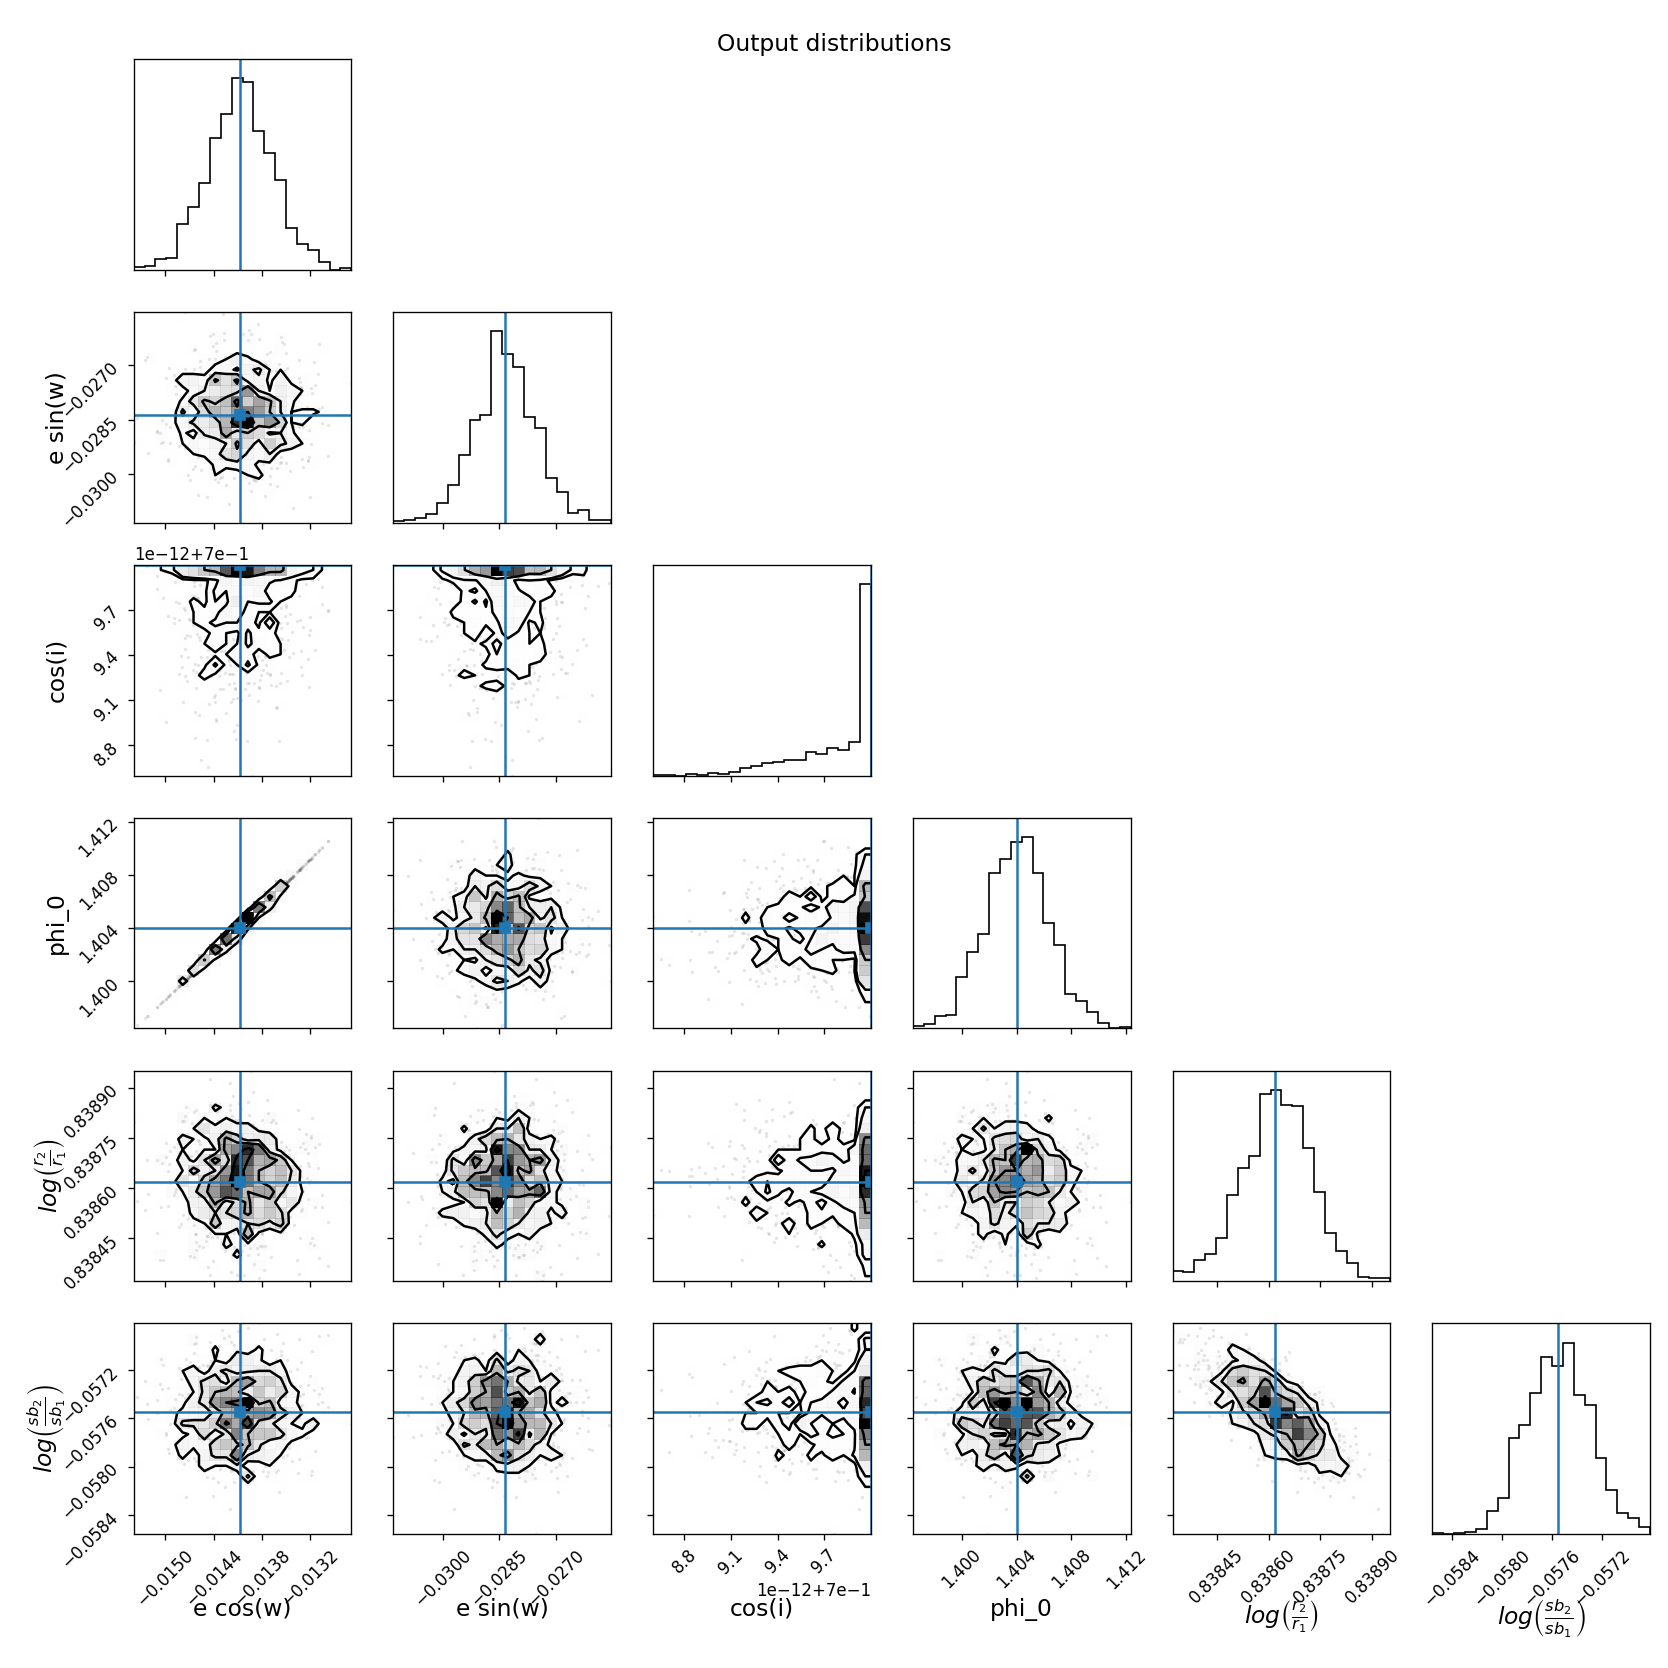 Output distributions
e sin(w)
−0.0270
−0.0285
−0.0300
1e−12+7e−1
cos(i)
9.7
9.4
9.1
8.8
phi_0
1.412
1.408
1.404
1.400
log(r2/r1)
0.83890
0.83875
0.83860
0.83845
log(sb2/sb1)
−0.0572
−0.0576
−0.0580
−0.0584
−0.0150 −0.0144 −0.0138 −0.0132
−0.0300 −0.0285 −0.0270
8.8 9.1 9.4 9.7
1.400 1.404 1.408 1.412
0.83845 0.83860 0.83875 0.83890
−0.0584 −0.0580 −0.0576 −0.0572
1e−12+7e−1
e cos(w) e sin(w) cos(i) phi_0 log(r2/r1) log(sb2/sb1)